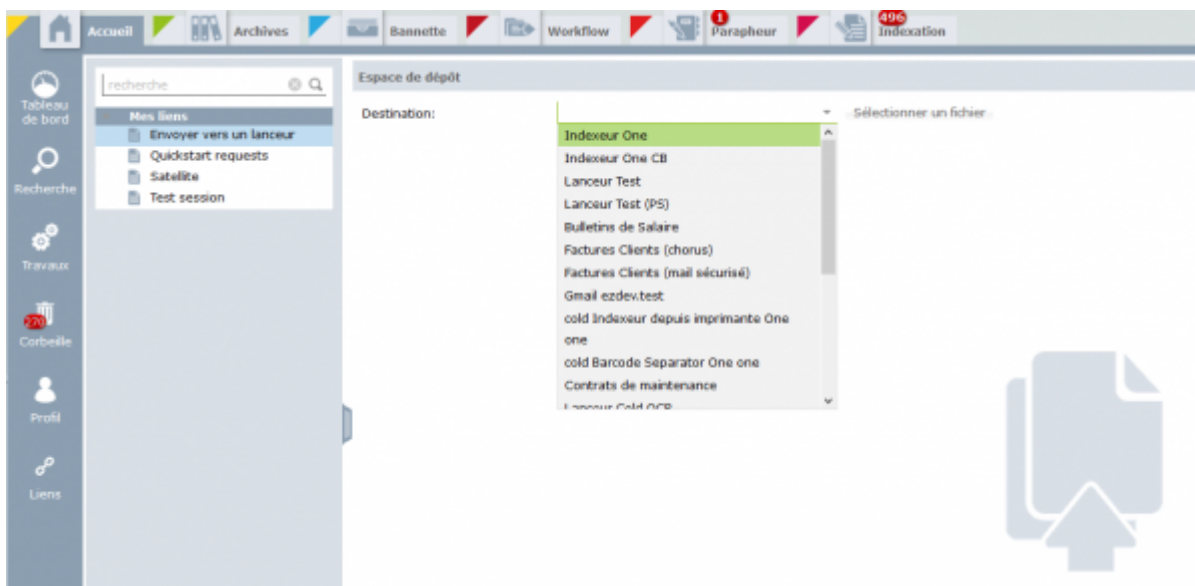 Accueil
Archives
Bannette
Workflow
1
Parapheur
496
Indexation
Tableau
de bord
Recherche
Travaux
270
Corbeille
Profil
Liens
recherche
Mes liens
Envoyer vers un lanceur
Quickstart requests
Satellite
Test session
Espace de dépôt
Destination:
Sélectionner un fichier
Indexeur One
Indexeur One CB
Lanceur Test
Lanceur Test (PS)
Bulletins de Salaire
Factures Clients (chorus)
Factures Clients (mail sécurisé)
Gmail ezdev.test
cold Indexeur depuis imprimante One
one
cold Barcode Separator One one
Contrats de maintenance
Lanceur Cold OCR